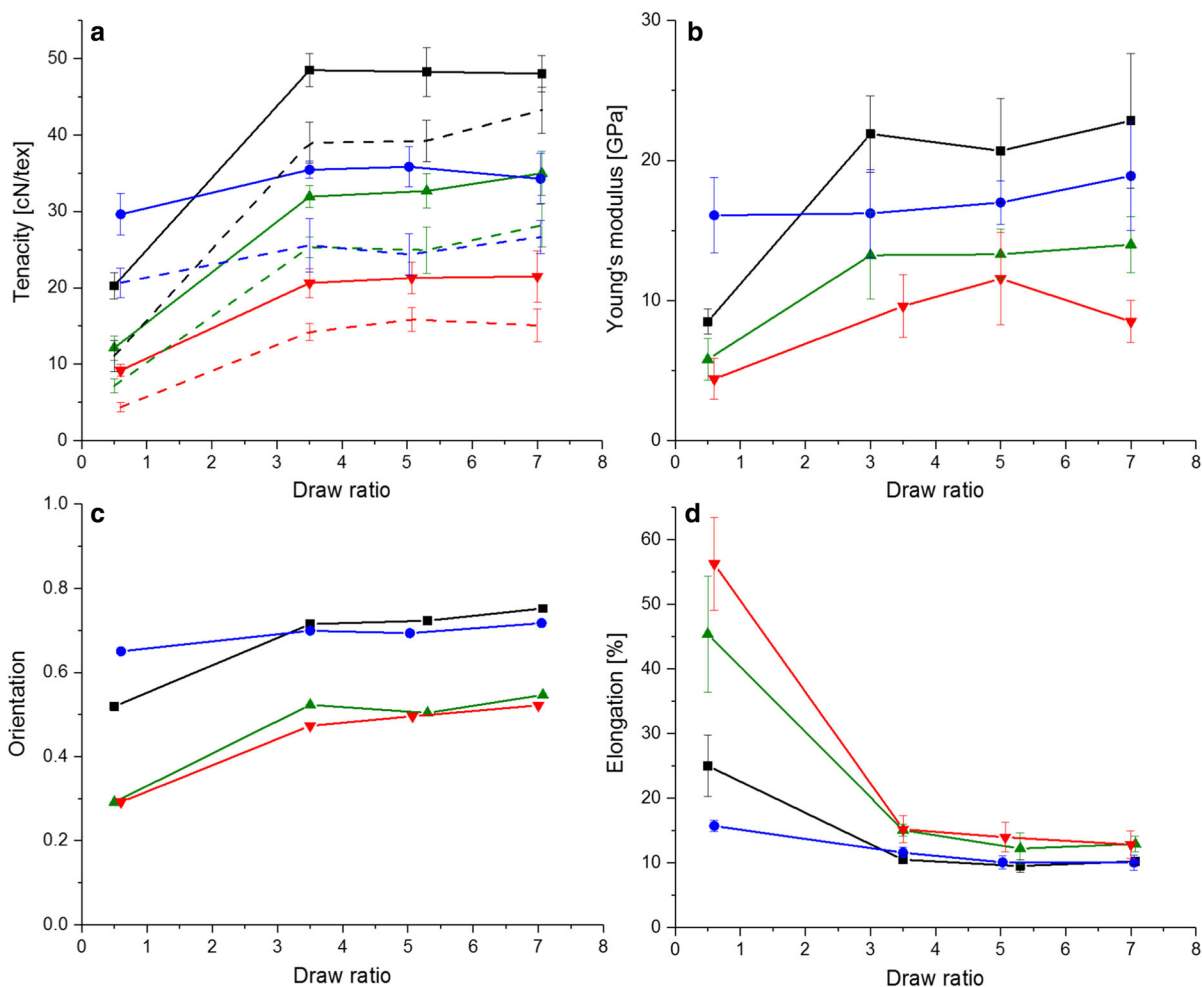 a
50
40
30
20
10
0
Tenacity [cN/tex]
0 1 2 3 4 5 6 7 8
Draw ratio
b
30
20
10
0
Young's modulus [GPa]
0 1 2 3 4 5 6 7 8
Draw ratio
c
1.0
0.8
0.6
0.4
0.2
0.0
Orientation
0 1 2 3 4 5 6 7 8
Draw ratio
d
60
50
40
30
20
10
0
Elongation [%]
0 1 2 3 4 5 6 7 8
Draw ratio